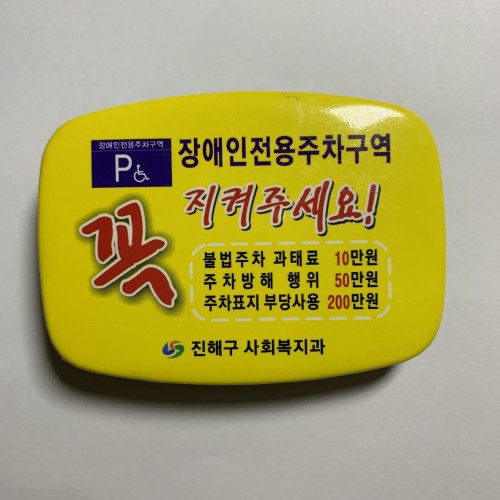 장애인전용주차구역
P
장애인전용주차구역
꼭 지켜주세요!
불법주차 과태료 10만원
주차방해 행위 50만원
주차표지 부당사용 200만원
진해구 사회복지과